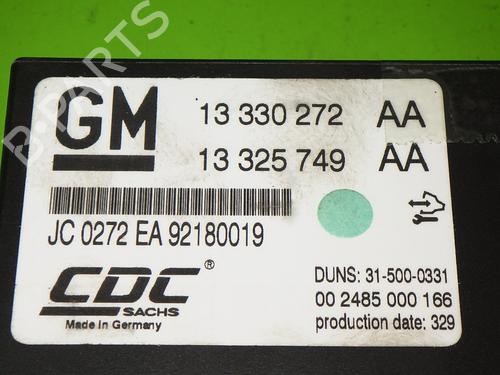 B-PARTS
GM 13 330 272 AA
13 325 749 AA
JC 0272 EA 92180019
CDC®
SACHS
Made in Germany
DUNS: 31-500-0331
00 2485 000 166
production date: 329